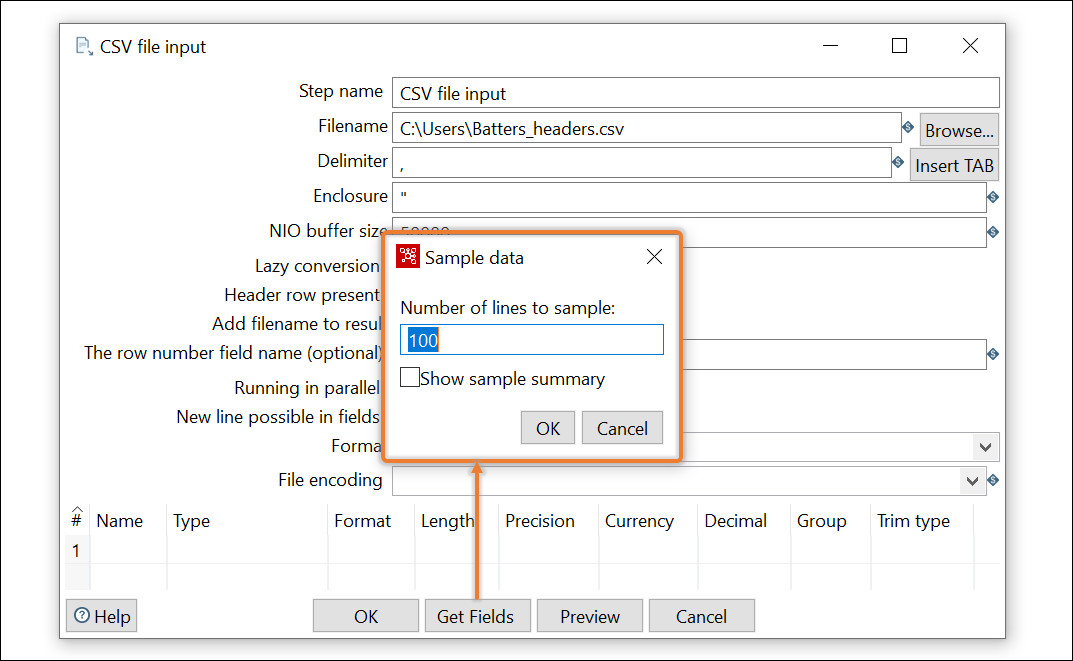 CSV file input
Step name CSV file input
Filename C:\Users\Batters_headers.csv Browse...
Delimiter , Insert TAB
Enclosure "
NIO buffer size 50000
Sample data
Lazy conversion
Header row present
Number of lines to sample:
Add filename to resul
100
The row number field name (optional)
Show sample summary
Running in parallel
New line possible in fields
OK Cancel
Forma
File encoding
# Name Type Format Length Precision Currency Decimal Group Trim type
1
Help OK Get Fields Preview Cancel